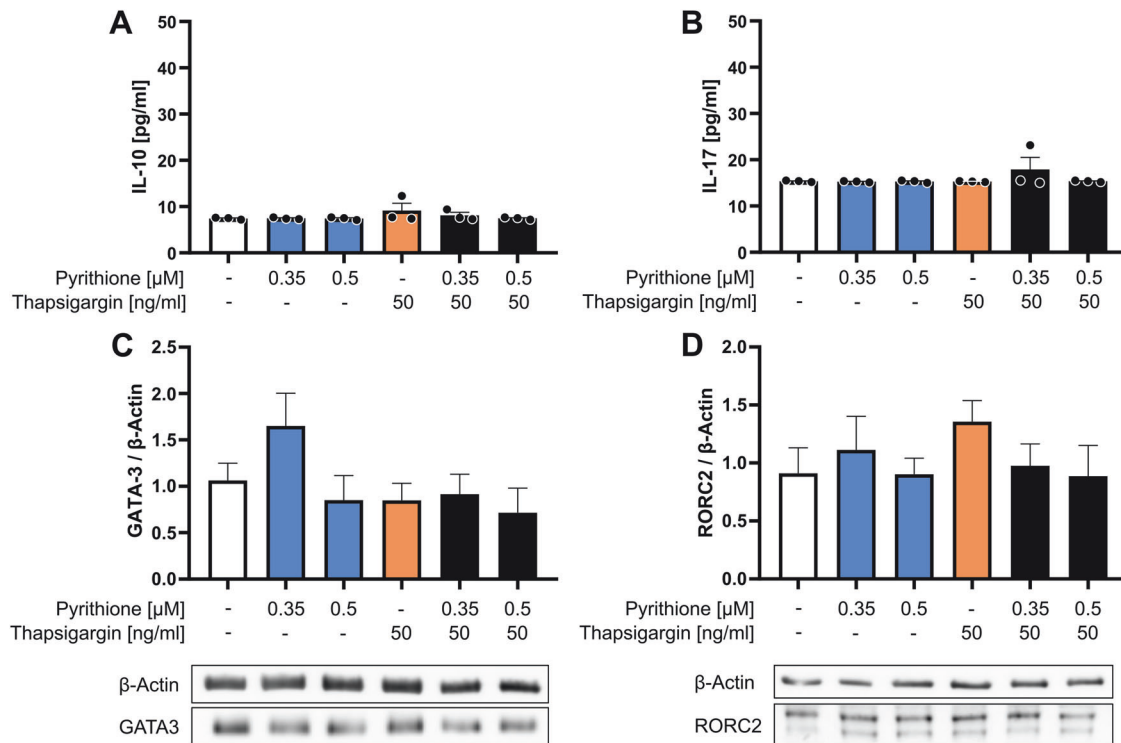 A
IL-10 [pg/ml]
50
40
30
20
10
0
Pyrithione [µM] - 0.35 0.5 - 0.35 0.5
Thapsigargin [ng/ml] - - - 50 50 50
B
IL-17 [pg/ml]
50
40
30
20
10
0
Pyrithione [µM] - 0.35 0.5 - 0.35 0.5
Thapsigargin [ng/ml] - - - 50 50 50
C
GATA-3 / β-Actin
2.5
2.0
1.5
1.0
0.5
0.0
Pyrithione [µM] - 0.35 0.5 - 0.35 0.5
Thapsigargin [ng/ml] - - - 50 50 50
β-Actin
GATA3
D
RORC2 / β-Actin
2.0
1.5
1.0
0.5
0.0
Pyrithione [µM] - 0.35 0.5 - 0.35 0.5
Thapsigargin [ng/ml] - - - 50 50 50
β-Actin
RORC2